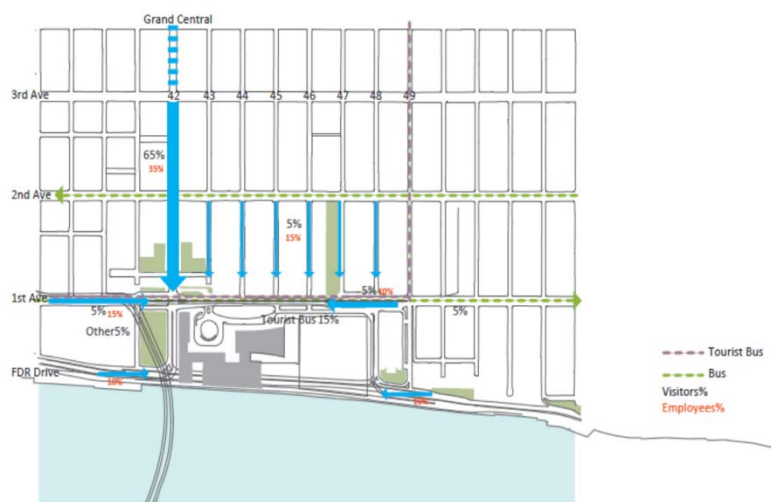 Grand Central
3rd Ave 42 43 44 45 46 47 48 49
65%
35%
2nd Ave
5%
15%
5% 10%
1st Ave
5% 15% 5%
Tourist Bus 15%
Other5%
FDR Drive
10%
Tourist Bus
Bus
Visitors%
Employees%